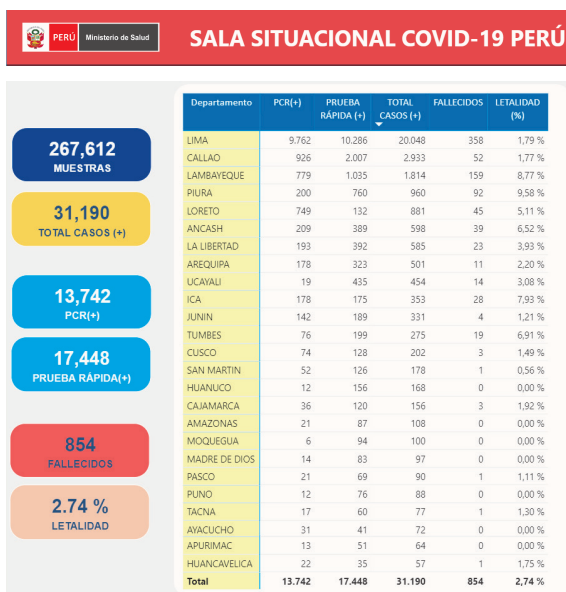 PERÚ Ministerio de Salud
SALA SITUACIONAL COVID-19 PERÚ
267,612
MUESTRAS
31,190
TOTAL CASOS (+)
13,742
PCR(+)
17,448
PRUEBA RÁPIDA(+)
854
FALLECIDOS
2.74 %
LETALIDAD
Departamento PCR(+) PRUEBA RÁPIDA (+) TOTAL CASOS (+) FALLECIDOS LETALIDAD (%)
LIMA 9.762 10.286 20.048 358 1,79 %
CALLAO 926 2.007 2.933 52 1,77 %
LAMBAYEQUE 779 1.035 1.814 159 8,77 %
PIURA 200 760 960 92 9,58 %
LORETO 749 132 881 45 5,11 %
ANCASH 209 389 598 39 6,52 %
LA LIBERTAD 193 392 585 23 3,93 %
AREQUIPA 178 323 501 11 2,20 %
UCAYALI 19 435 454 14 3,08 %
ICA 178 175 353 28 7,93 %
JUNIN 142 189 331 4 1,21 %
TUMBES 76 199 275 19 6,91 %
CUSCO 74 128 202 3 1,49 %
SAN MARTIN 52 126 178 1 0,56 %
HUANUCO 12 156 168 0 0,00 %
CAJAMARCA 36 120 156 3 1,92 %
AMAZONAS 21 87 108 0 0,00 %
MOQUEGUA 6 94 100 0 0,00 %
MADRE DE DIOS 14 83 97 0 0,00 %
PASCO 21 69 90 1 1,11 %
PUNO 12 76 88 0 0,00 %
TACNA 17 60 77 1 1,30 %
AYACUCHO 31 41 72 0 0,00 %
APURIMAC 13 51 64 0 0,00 %
HUANCAVELICA 22 35 57 1 1,75 %
Total 13.742 17.448 31.190 854 2,74 %